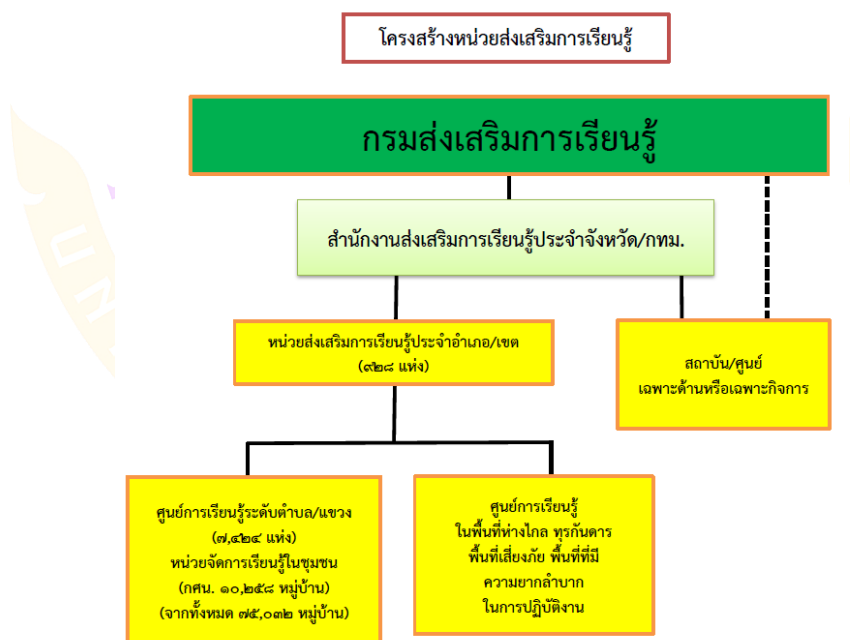 โครงสร้างหน่วยส่งเสริมการเรียนรู้
กรมส่งเสริมการเรียนรู้
สำนักงานส่งเสริมการเรียนรู้ประจำจังหวัด/กทม.
หน่วยส่งเสริมการเรียนรู้ประจำอำเภอ/เขต
(๙๒๘ แห่ง)
สถาบัน/ศูนย์
เฉพาะด้านหรือเฉพาะกิจการ
ศูนย์การเรียนรู้ระดับตำบล/แขวง
(๗,๔๒๔ แห่ง)
หน่วยจัดการเรียนรู้ในชุมชน
(กศน. ๑๐,๒๕๘ หมู่บ้าน)
(จากทั้งหมด ๗๕,๐๓๒ หมู่บ้าน)
ศูนย์การเรียนรู้
ในพื้นที่ห่างไกล ทุรกันดาร
พื้นที่เสี่ยงภัย พื้นที่ที่มี
ความยากลำบาก
ในการปฏิบัติงาน